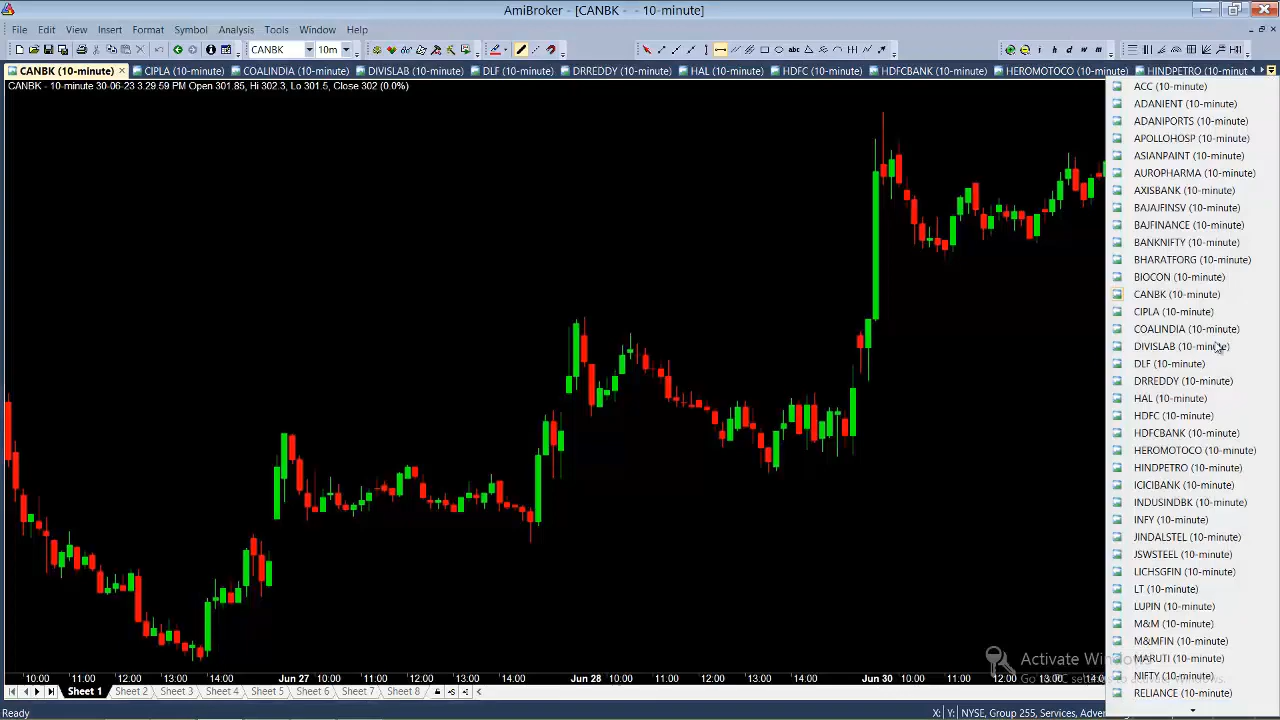 AmiBroker - [CANBK - - 10-minute]
File Edit View Insert Format Symbol Analysis Tools Window Help
CANBK 10m i d w m abc
CANBK (10-minute) CIPLA (10-minute) COALINDIA (10-minute) DIVISLAB (10-minute) DLF (10-minute) DRREDDY (10-minute) HAL (10-minute) HDFC (10-minute) HDFCBANK (10-minute) HEROMOTOCO (10-minute) HINDPETRO (10-minut
CANBK - 10-minute 30-06-23 3:29:59 PM Open 301.85, Hi 302.3, Lo 301.5, Close 302 (0.0%)
ACC (10-minute)
ADANIENT (10-minute)
ADANIPORTS (10-minute)
APOLLOHOSP (10-minute)
ASIANPAINT (10-minute)
AUROPHARMA (10-minute)
AXISBANK (10-minute)
BAJAJFINSV (10-minute)
BAJFINANCE (10-minute)
BANKNIFTY (10-minute)
BHARATFORG (10-minute)
BIOCON (10-minute)
CANBK (10-minute)
CIPLA (10-minute)
COALINDIA (10-minute)
DIVISLAB (10-minute)
DLF (10-minute)
DRREDDY (10-minute)
HAL (10-minute)
HDFC (10-minute)
HDFCBANK (10-minute)
HEROMOTOCO (10-minute)
HINDPETRO (10-minute)
ICICIBANK (10-minute)
INDUSINDBK (10-minute)
INFY (10-minute)
JINDALSTEL (10-minute)
JSWSTEEL (10-minute)
LICHSGFIN (10-minute)
LT (10-minute)
LUPIN (10-minute)
M&M (10-minute)
M&MFIN (10-minute)
MARUTI (10-minute)
NIFTY (10-minute)
RELIANCE (10-minute)
Activate Windows
Go to PC settings to activate Windows.
10:00 11:00 12:00 13:00 14:00 Jun 27 10:00 11:00 12:00 13:00 14:00 Jun 28 10:00 11:00 12:00 13:00 14:00 Jun 30 10:00 11:00 12:00 13:00 14:0
Sheet 1 Sheet 2 Sheet 3 Sheet 4 Sheet 5 Sheet 6 Sheet 7 Sheet 8
Ready X: Y: NYSE, Group 255, Services, Adver